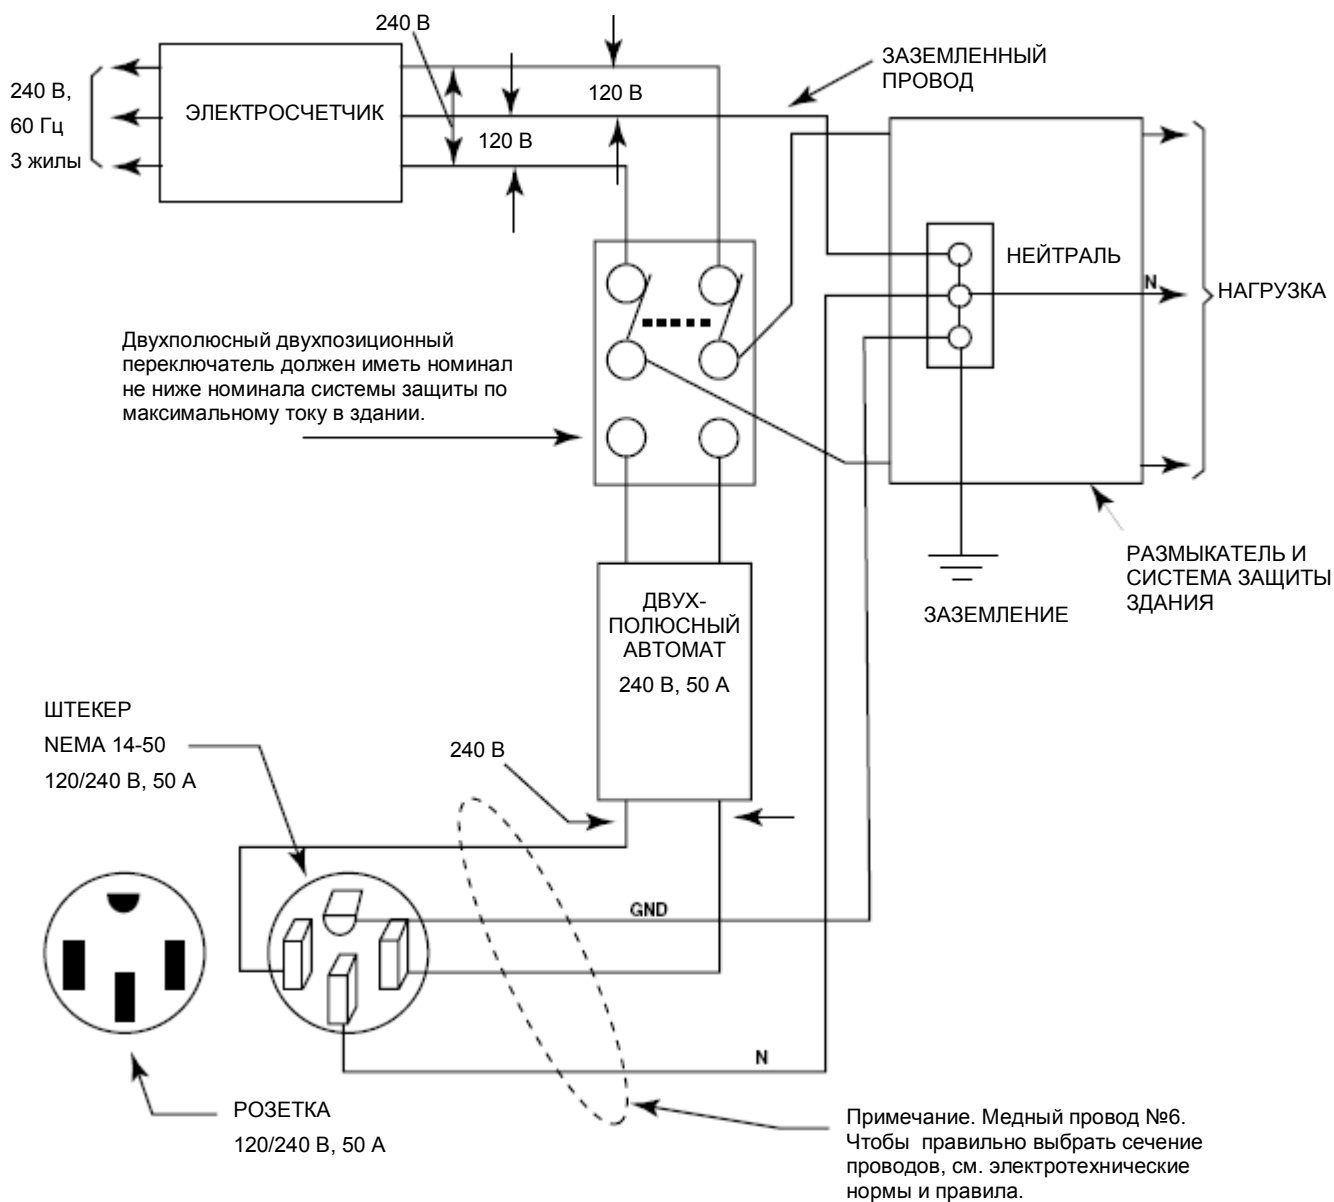 240 В
ЗАЗЕМЛЕННЫЙ
ПРОВОД
240 В,
60 Гц
3 жилы
ЭЛЕКТРОСЧЕТЧИК
120 В
120 В
НЕЙТРАЛЬ
N
НАГРУЗКА
Двухполюсный двухпозиционный
переключатель должен иметь номинал
не ниже номинала системы защиты по
максимальному току в здании.
РАЗМЫКАТЕЛЬ И
СИСТЕМА ЗАЩИТЫ
ЗДАНИЯ
ЗАЗЕМЛЕНИЕ
ДВУХ-
ПОЛЮСНЫЙ
АВТОМАТ
240 В, 50 А
ШТЕКЕР
NEMA 14-50
120/240 В, 50 А
240 В
GND
N
РОЗЕТКА
120/240 В, 50 А
Примечание. Медный провод №6.
Чтобы правильно выбрать сечение
проводов, см. электротехнические
нормы и правила.